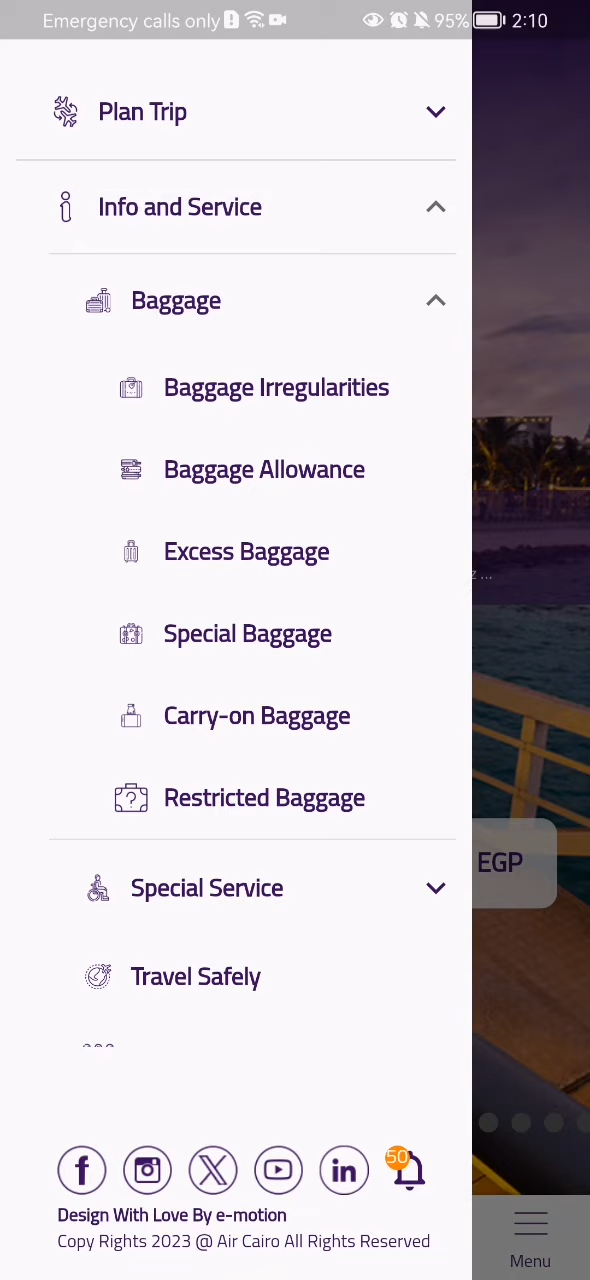 Emergency calls only
95%
2:10
Plan Trip
Info and Service
Baggage
Baggage Irregularities
Baggage Allowance
Excess Baggage
z ...
Special Baggage
Carry-on Baggage
Restricted Baggage
EGP
Special Service
Travel Safely
50
Design With Love By e-motion
Copy Rights 2023 @ Air Cairo All Rights Reserved
Menu